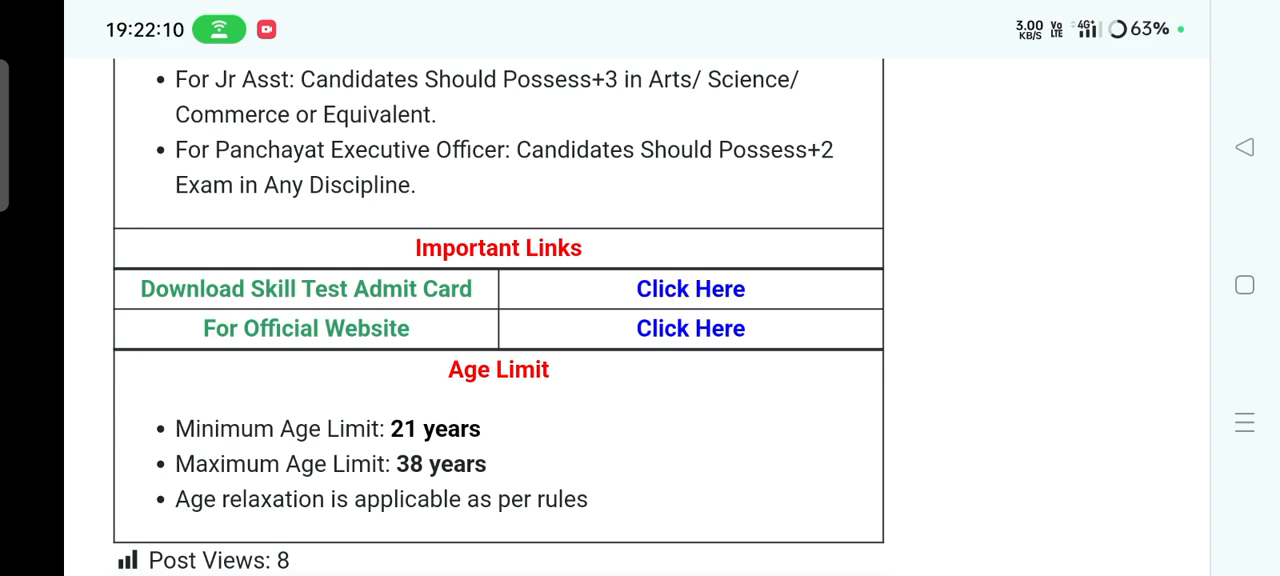 19:22:10
3.00 KB/S Vo LTE 4G+ 63%
• For Jr Asst: Candidates Should Possess+3 in Arts/ Science/
Commerce or Equivalent.
• For Panchayat Executive Officer: Candidates Should Possess+2
Exam in Any Discipline.
Important Links
Download Skill Test Admit Card Click Here
For Official Website Click Here
Age Limit
• Minimum Age Limit: 21 years
• Maximum Age Limit: 38 years
• Age relaxation is applicable as per rules
Post Views: 8